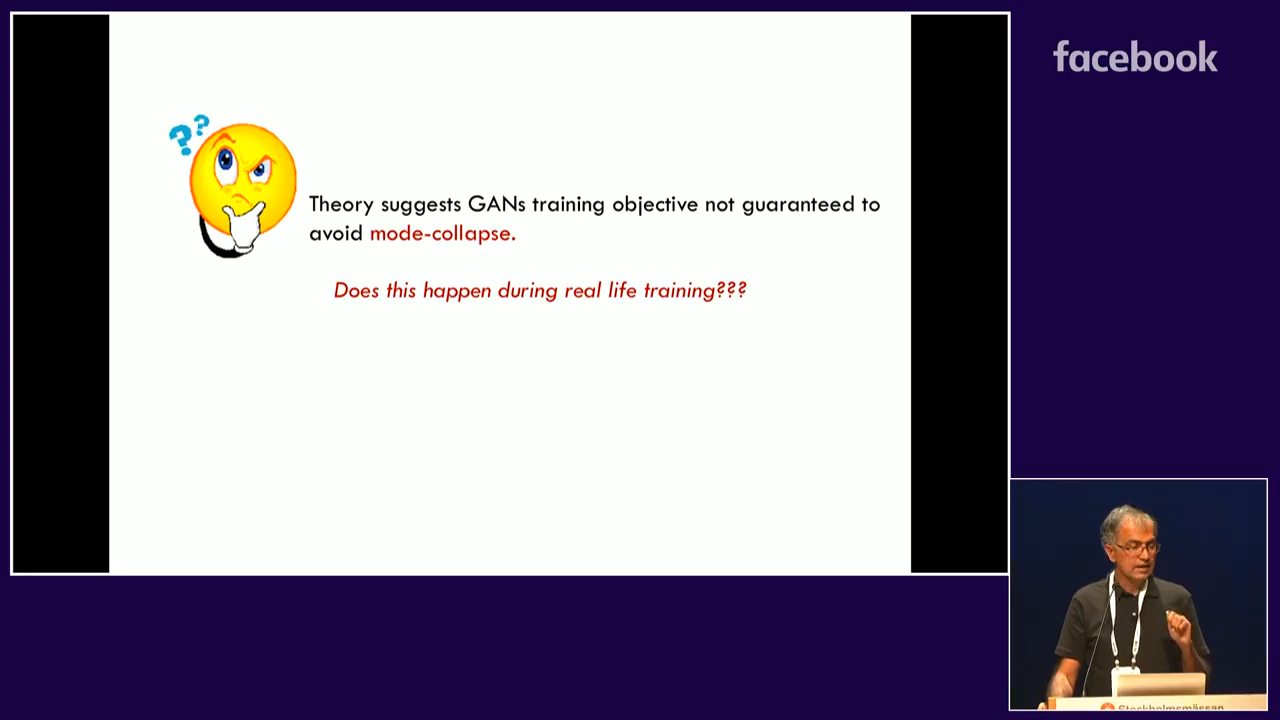 facebook
? ?
Theory suggests GANs training objective not guaranteed to
avoid mode-collapse.
Does this happen during real life training???
Stockholmsmässan